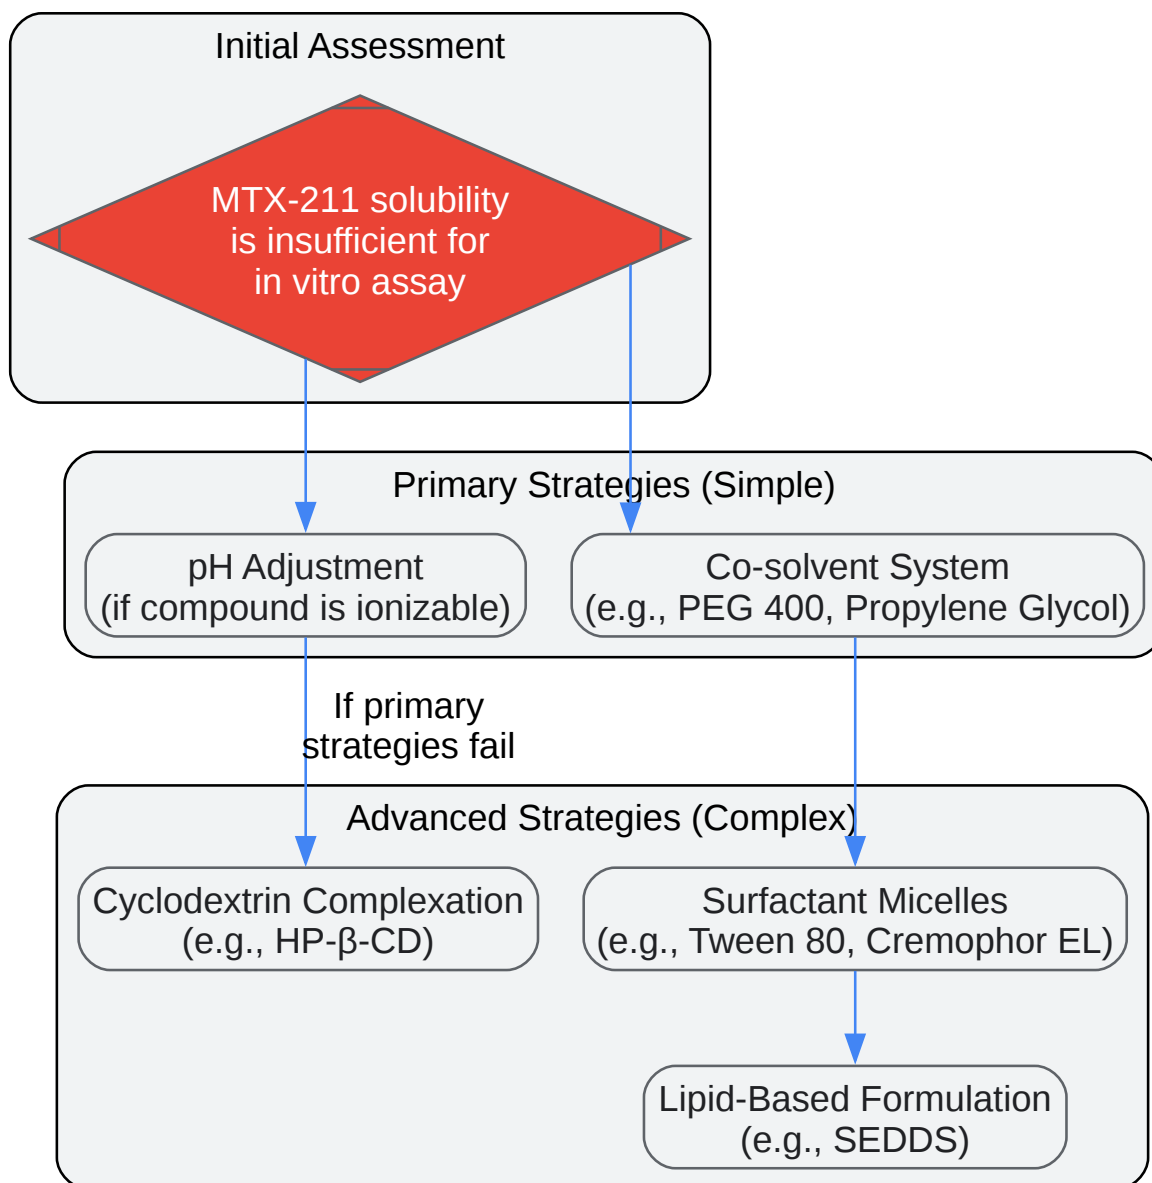 Initial Assessment
MTX-211 solubility
is insufficient for
in vitro assay
Primary Strategies (Simple)
pH Adjustment
(if compound is ionizable)
Co-solvent System
(e.g., PEG 400, Propylene Glycol)
If primary
strategies fail
Advanced Strategies (Complex)
Cyclodextrin Complexation
(e.g., HP-β-CD)
Surfactant Micelles
(e.g., Tween 80, Cremophor EL)
Lipid-Based Formulation
(e.g., SEDDS)